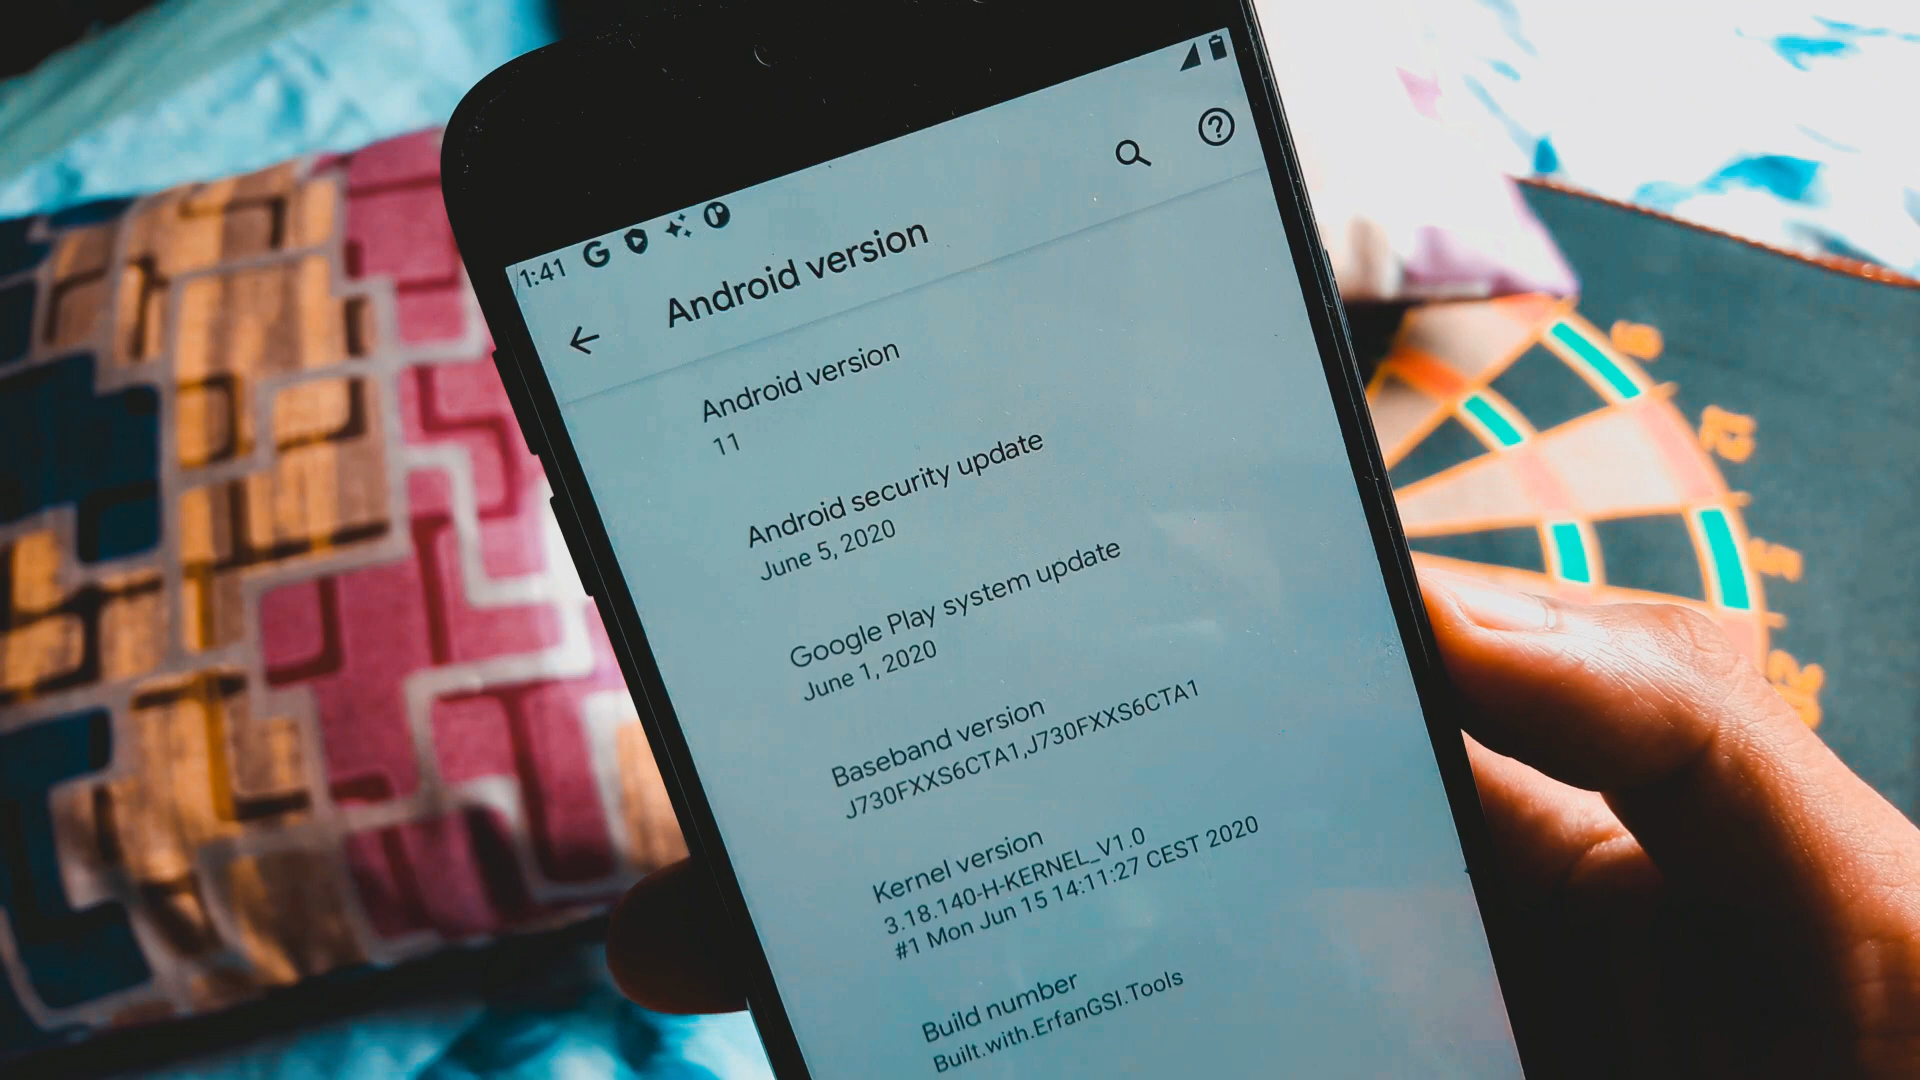 1:41
Android version
Android version
11
Android security update
June 5, 2020
Google Play system update
June 1, 2020
Baseband version
J730FXXS6CTA1,J730FXXS6CTA1
Kernel version
3.18.140-H-KERNEL_V1.0
#1 Mon Jun 15 14:11:27 CEST 2020
Build number
Built.with.ErfanGSI.Tools